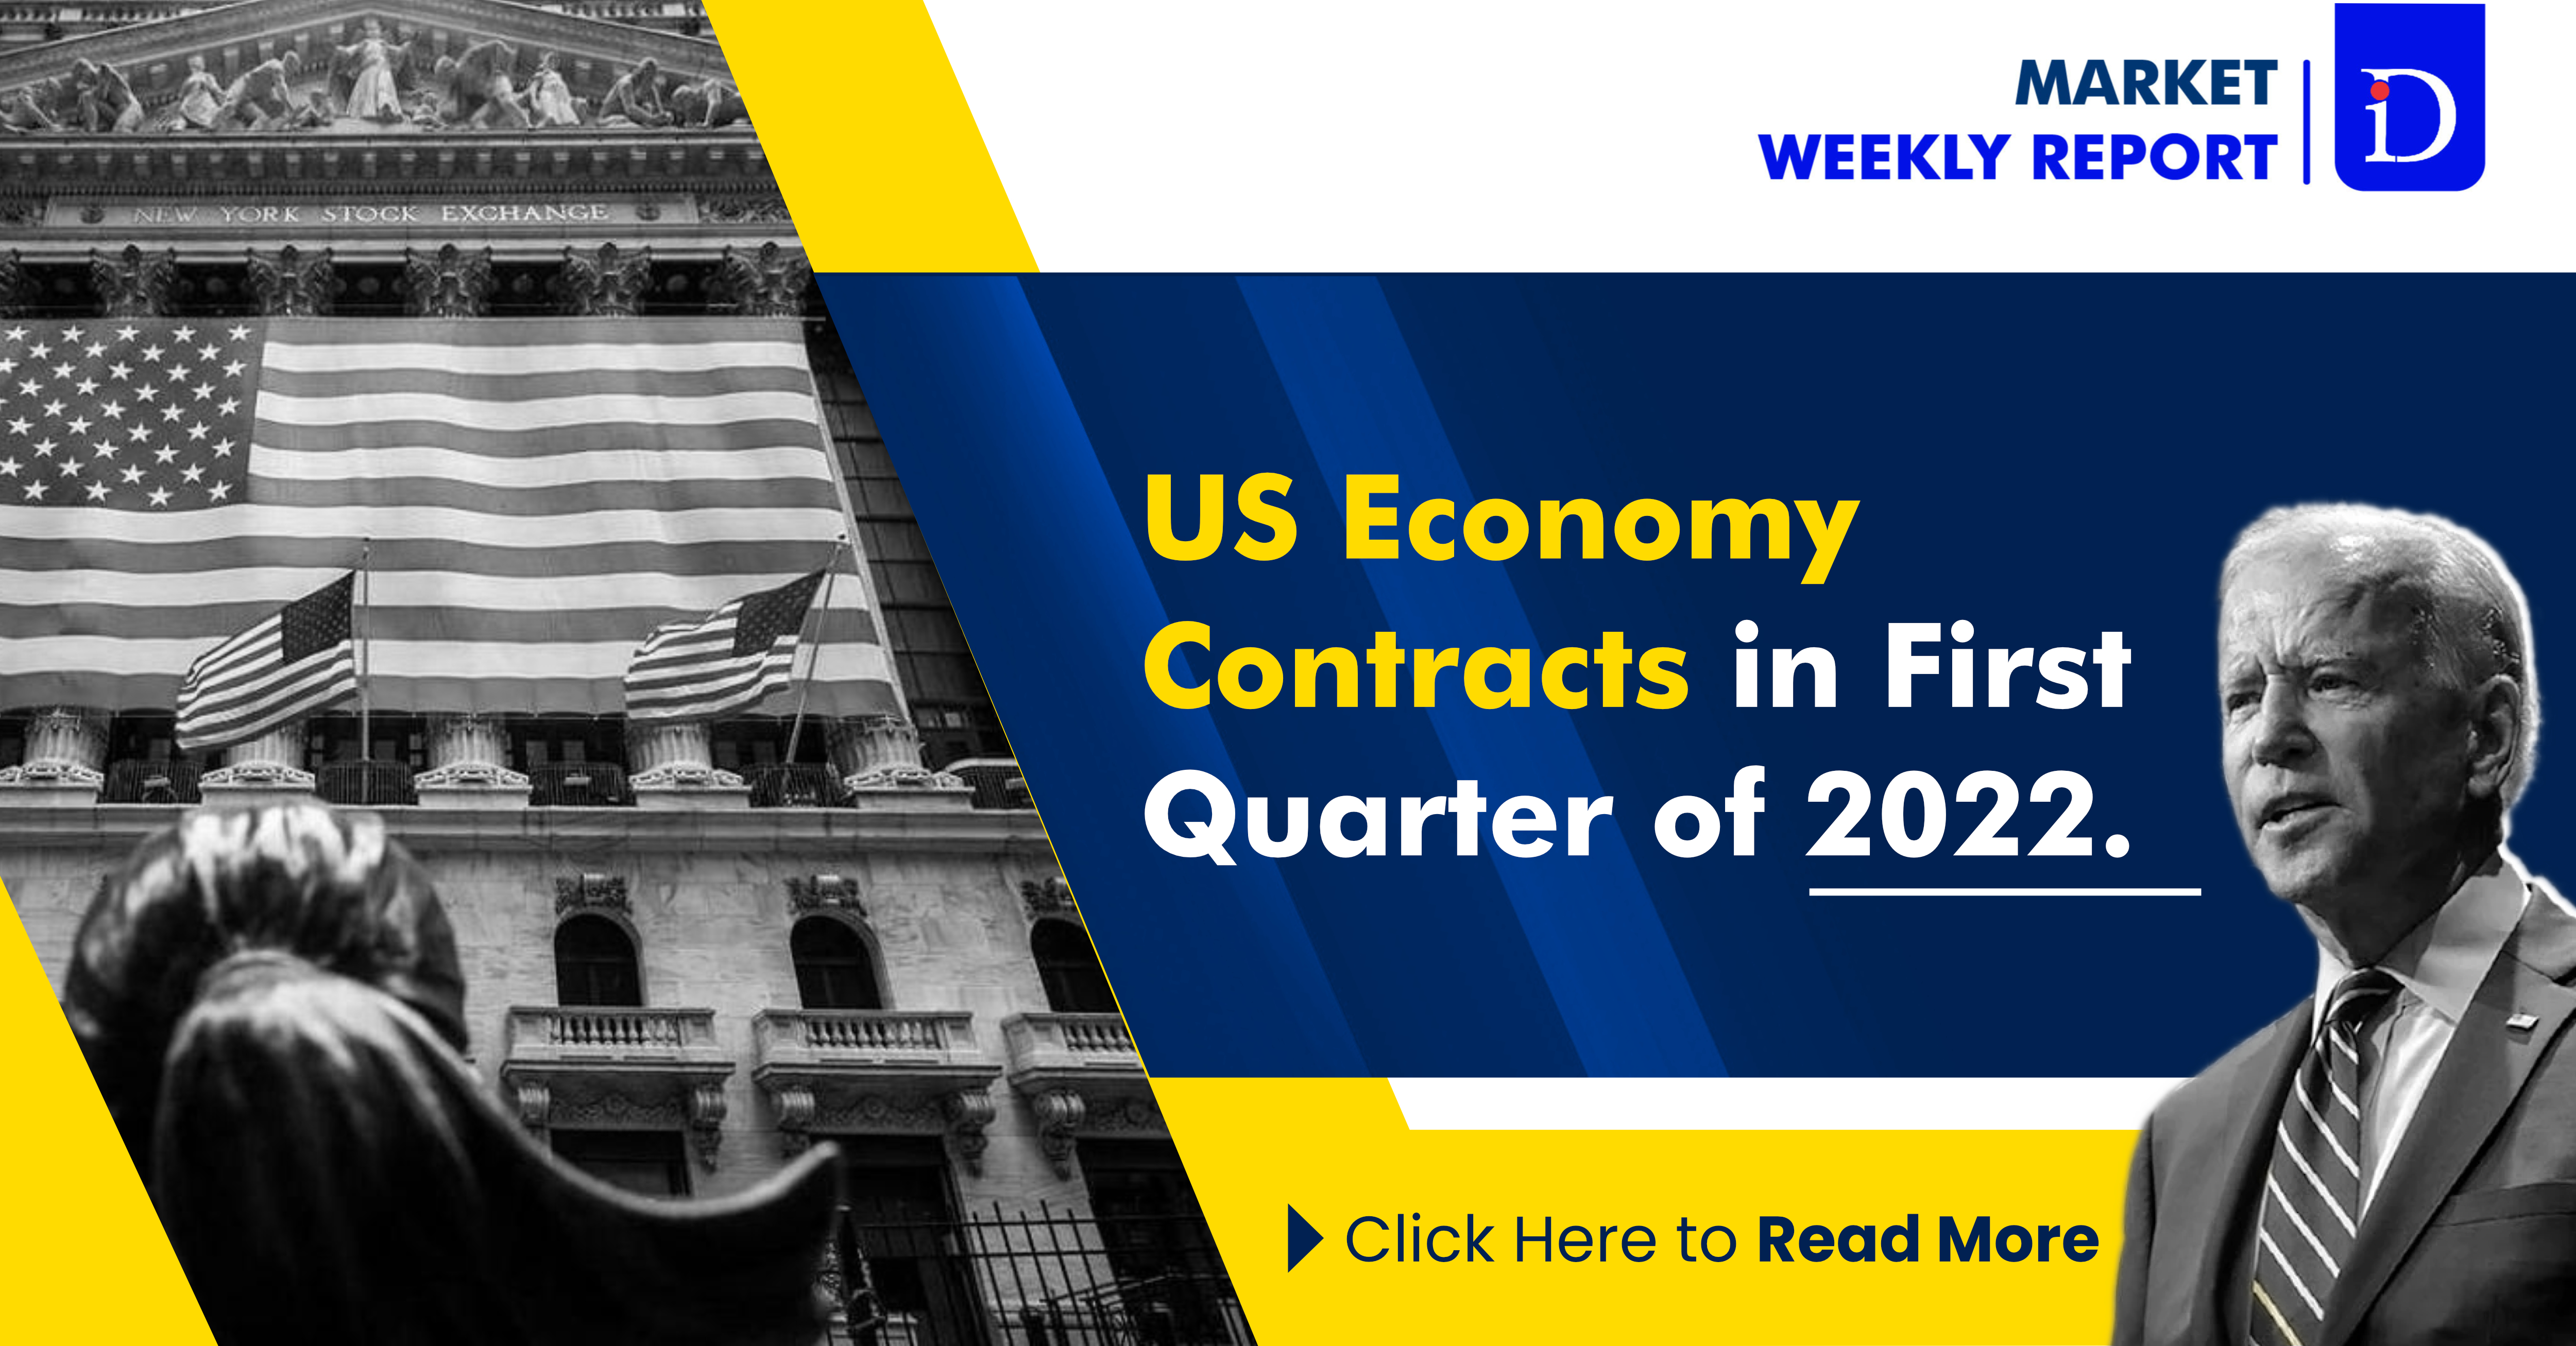 NEW YORK STOCK EXCHANGE
MARKET
WEEKLY REPORT
iD
US Economy
Contracts in First
Quarter of 2022.
Click Here to Read More